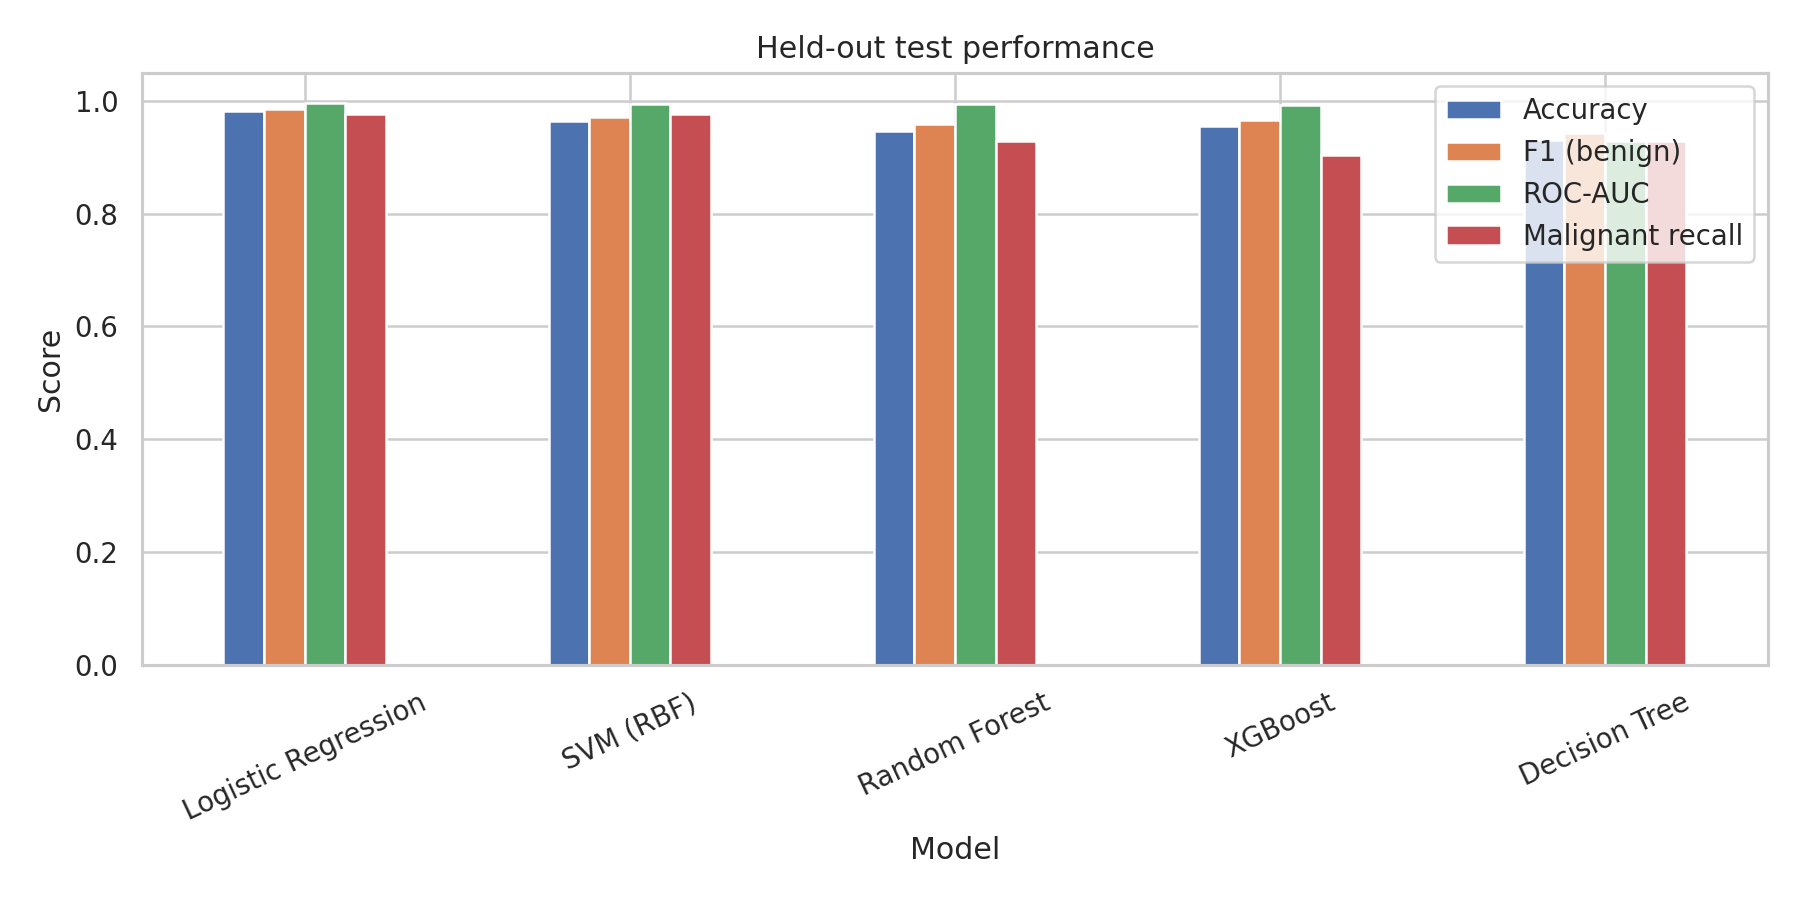 Held-out test performance
1.0
0.8
0.6
0.4
0.2
0.0
Score
Accuracy
F1 (benign)
ROC-AUC
Malignant recall
Logistic Regression
SVM (RBF)
Random Forest
XGBoost
Decision Tree
Model